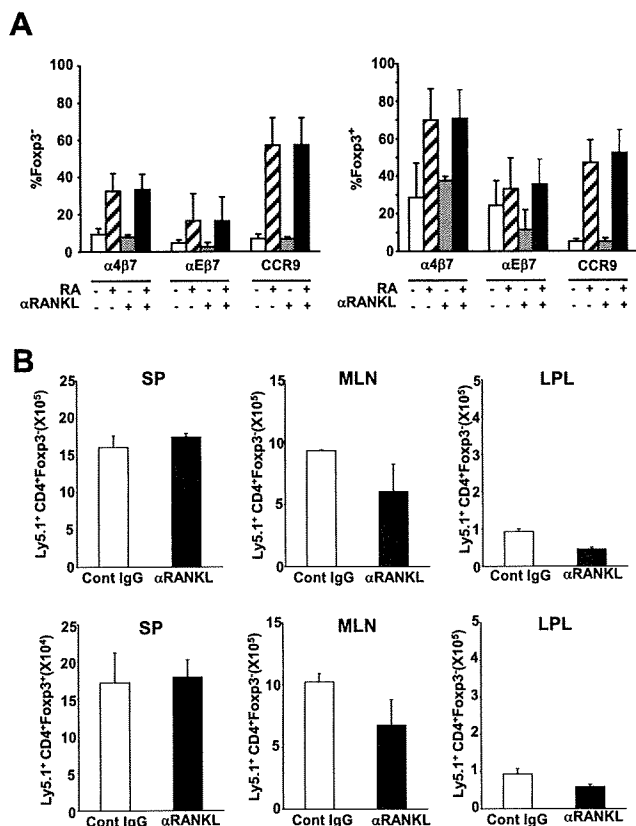 A
%Foxp3-
100
80
60
40
20
0
α4β7 αEβ7 CCR9
RA - + - + - + - + - + - +
αRANKL - - + + - - + + - - + +
%Foxp3+
100
80
60
40
20
0
α4β7 αEβ7 CCR9
RA - + - + - + - + - + - +
αRANKL - - + + - - + + - - + +
B
SP
Ly5.1+ CD4+Foxp3-(X10⁵)
25
20
15
10
5
0
Cont IgG αRANKL
MLN
Ly5.1+ CD4+Foxp3-(X10⁵)
15
10
5
0
Cont IgG αRANKL
LPL
Ly5.1+ CD4+Foxp3-(X10⁵)
5
4
3
2
1
0
Cont IgG αRANKL
SP
Ly5.1+ CD4+Foxp3+(X10⁴)
25
20
15
10
5
0
Cont IgG αRANKL
MLN
Ly5.1+ CD4+Foxp3-(X10⁵)
15
10
5
0
Cont IgG αRANKL
LPL
Ly5.1+ CD4+Foxp3-(X10⁵)
5
4
3
2
1
0
Cont IgG αRANKL